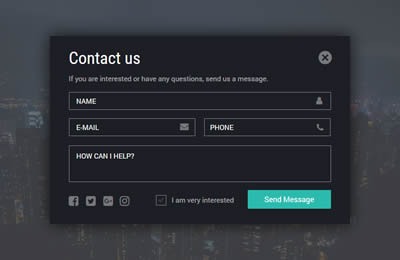 Contact us
If you are interested or have any questions, send us a message.
NAME
E-MAIL
PHONE
HOW CAN I HELP?
I am very interested
Send Message